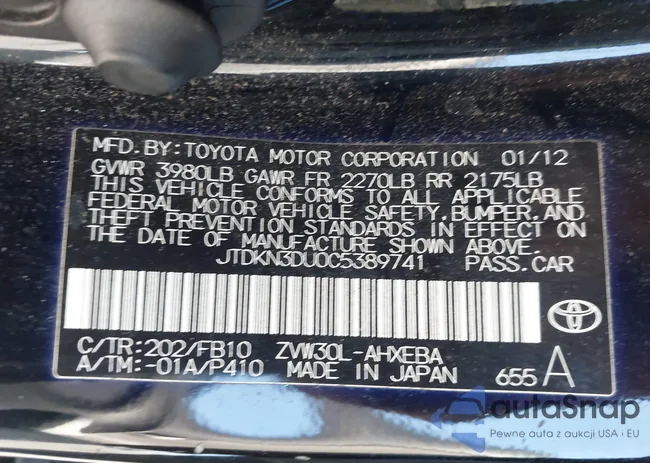 MFD. BY: TOYOTA MOTOR CORPORATION 01/12
GVWR 3980LB GAWR FR 2270LB RR 2175LB
THIS VEHICLE CONFORMS TO ALL APPLICABLE
FEDERAL MOTOR VEHICLE SAFETY, BUMPER, AND
THEFT PREVENTION STANDARDS IN EFFECT ON
THE DATE OF MANUFACTURE SHOWN ABOVE.
JTDKN3DU0C5389741 PASS.CAR
C/TR:202/FB10 ZVW30L-AHXEBA
A/TM:-01A/P410 MADE IN JAPAN 655 A
autoSnap
Pewne auta z aukcji USA i EU